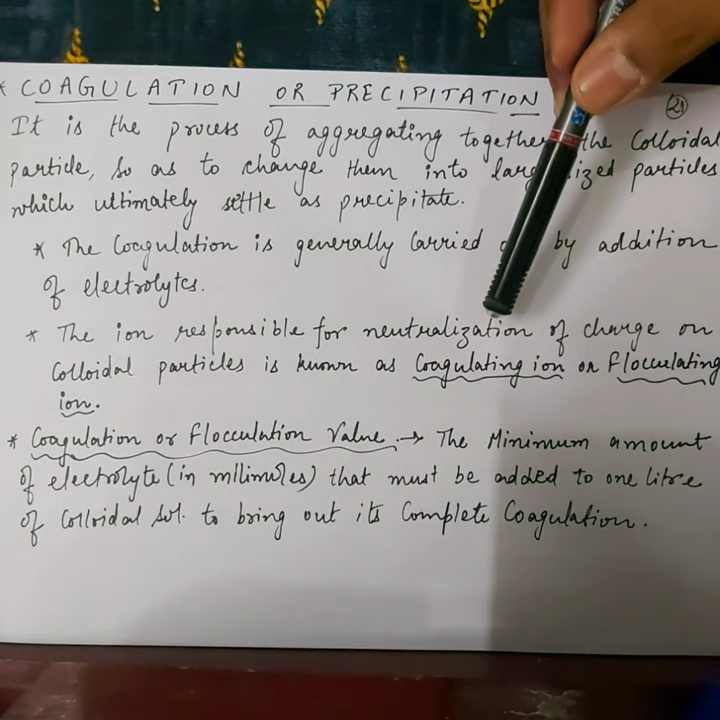 * COAGULATION OR PRECIPITATION
21
It is the process of aggregating together the Colloidal
particle, so as to change them into larg ized particles
which ultimately settle as precipitate.
* The Coagulation is generally Carried by addition
of electrolytes.
* The ion responsible for neutralization of charge on
Colloidal particles is known as Coagulating ion or Flocculating
ion.
* Coagulation or Flocculation Value → The Minimum amount
of electrolyte (in millimoles) that must be added to one litre
of Colloidal Sol. to bring out its Complete Coagulation.